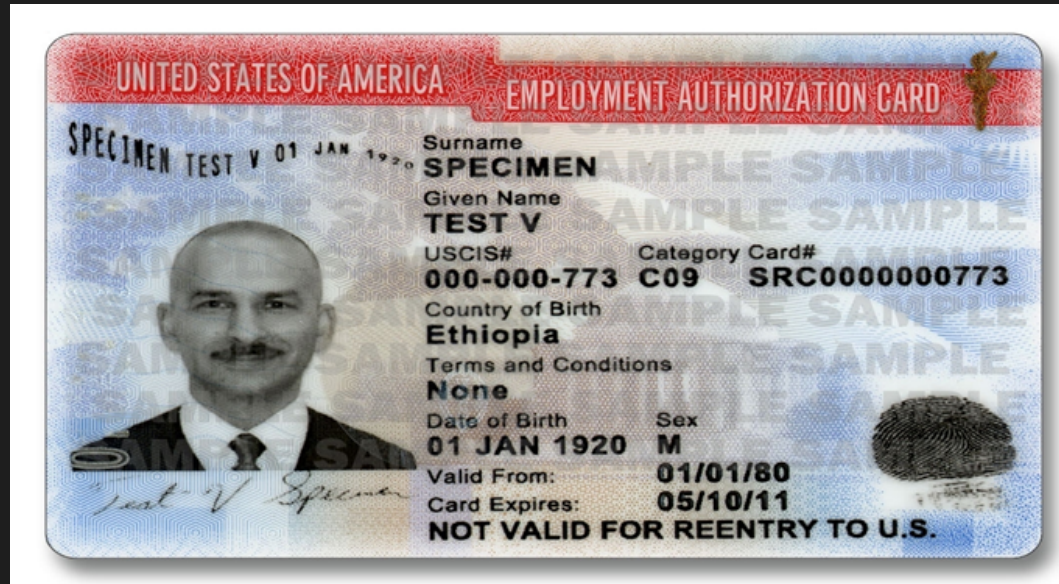 UNITED STATES OF AMERICA
EMPLOYMENT AUTHORIZATION CARD
SPECIMEN TEST V 01 JAN 1920
Surname
SPECIMEN
Given Name
TEST V
USCIS# Category Card#
000-000-773 C09 SRC0000000773
Country of Birth
Ethiopia
Terms and Conditions
None
Date of Birth Sex
01 JAN 1920 M
Valid From: 01/01/80
Card Expires: 05/10/11
NOT VALID FOR REENTRY TO U.S.
Test V Specimen
SAMPLE SAMPLE SAMPLE SAMPLE